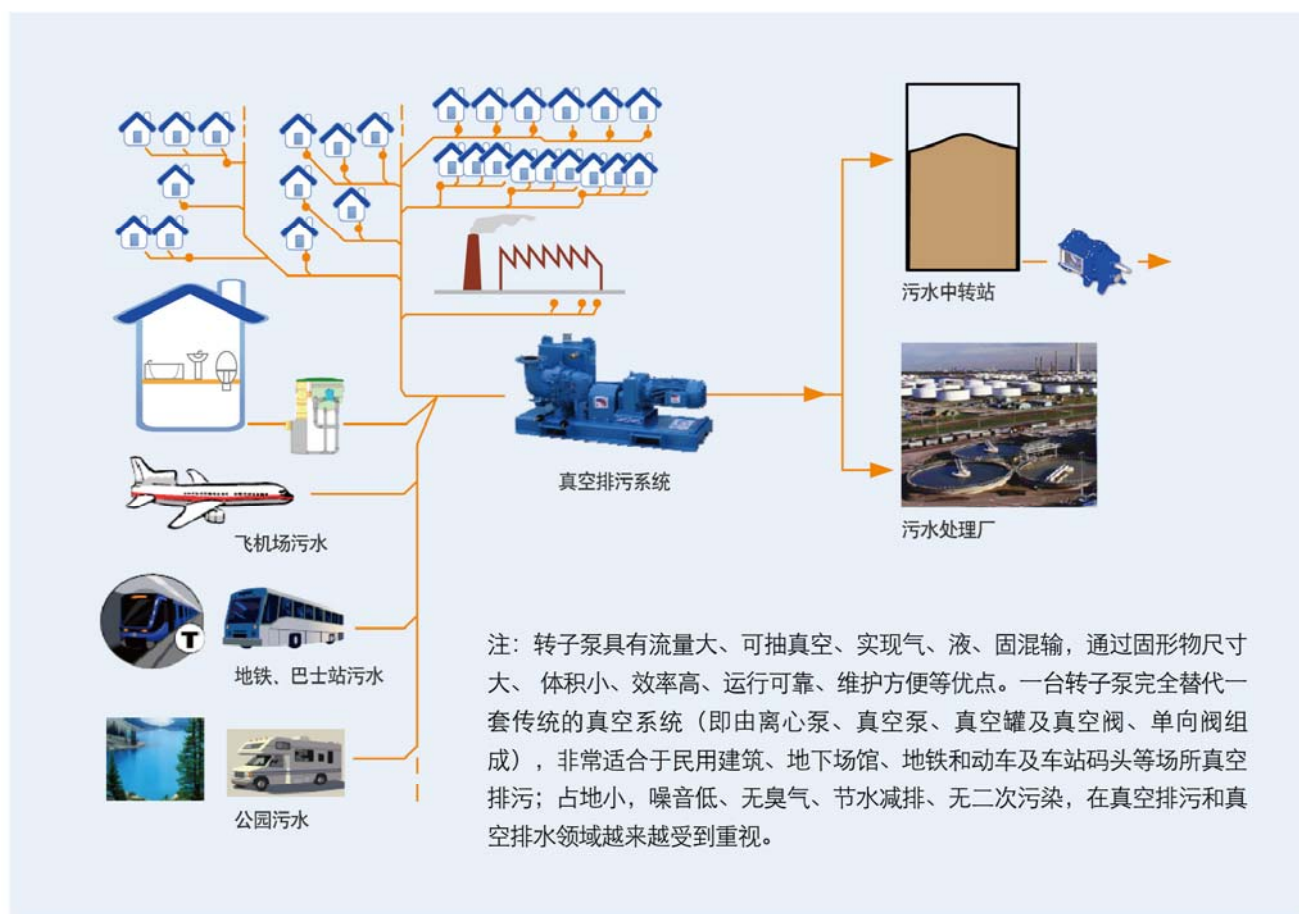 污水中转站
真空排污系统
污水处理厂
飞机场污水
地铁、巴士站污水
T
公园污水
注：转子泵具有流量大、可抽真空、实现气、液、固混输，通过固形物尺寸
大、 体积小、效率高、运行可靠、维护方便等优点。一台转子泵完全替代一
套传统的真空系统（即由离心泵、真空泵、真空罐及真空阀、单向阀组
成），非常适合于民用建筑、地下场馆、地铁和动车及车站码头等场所真空
排污；占地小，噪音低、无臭气、节水减排、无二次污染，在真空排污和真
空排水领域越来越受到重视。